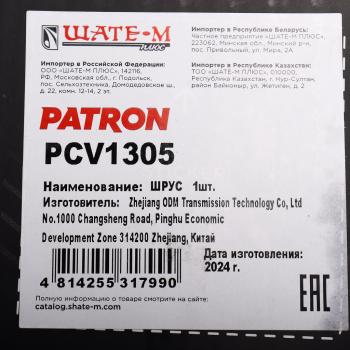 ШАТЕ-М
ПЛЮС
Импортер в Республике Беларусь:
Частное предприятие «ШАТЕ-М ПЛЮС»,
223062, Минская обл., Минский р-н,
пос. Привольный, ул. Мира, 2А
Импортер в Российской Федерации:
ООО «ШАТЕ-М ПЛЮС», 142116,
РФ, Московская обл., г. Подольск,
пос. Сельхозтехника, Домодедовское ш.,
д. 22, комн. 12-14, 2 эт.
Импортер в Республике Казахстан:
ТОО «ШАТЕ-М ПЛЮС», 010000,
Республика Казахстан, г. Нур-Султан,
район Байконыр, ул. Жетиген, д. 2
PATRON
PCV1305
Наименование: ШРУС 1шт.
Изготовитель: Zhejiang ODM Transmission Technology Co, Ltd
No.1000 Changsheng Road, Pinghu Economic
Development Zone 314200 Zhejiang, Китай
Дата изготовления:
2024 г.
4 814255 317990
EAC
Подробную информацию о товаре смотрите на сайте:
catalog.shate-m.com